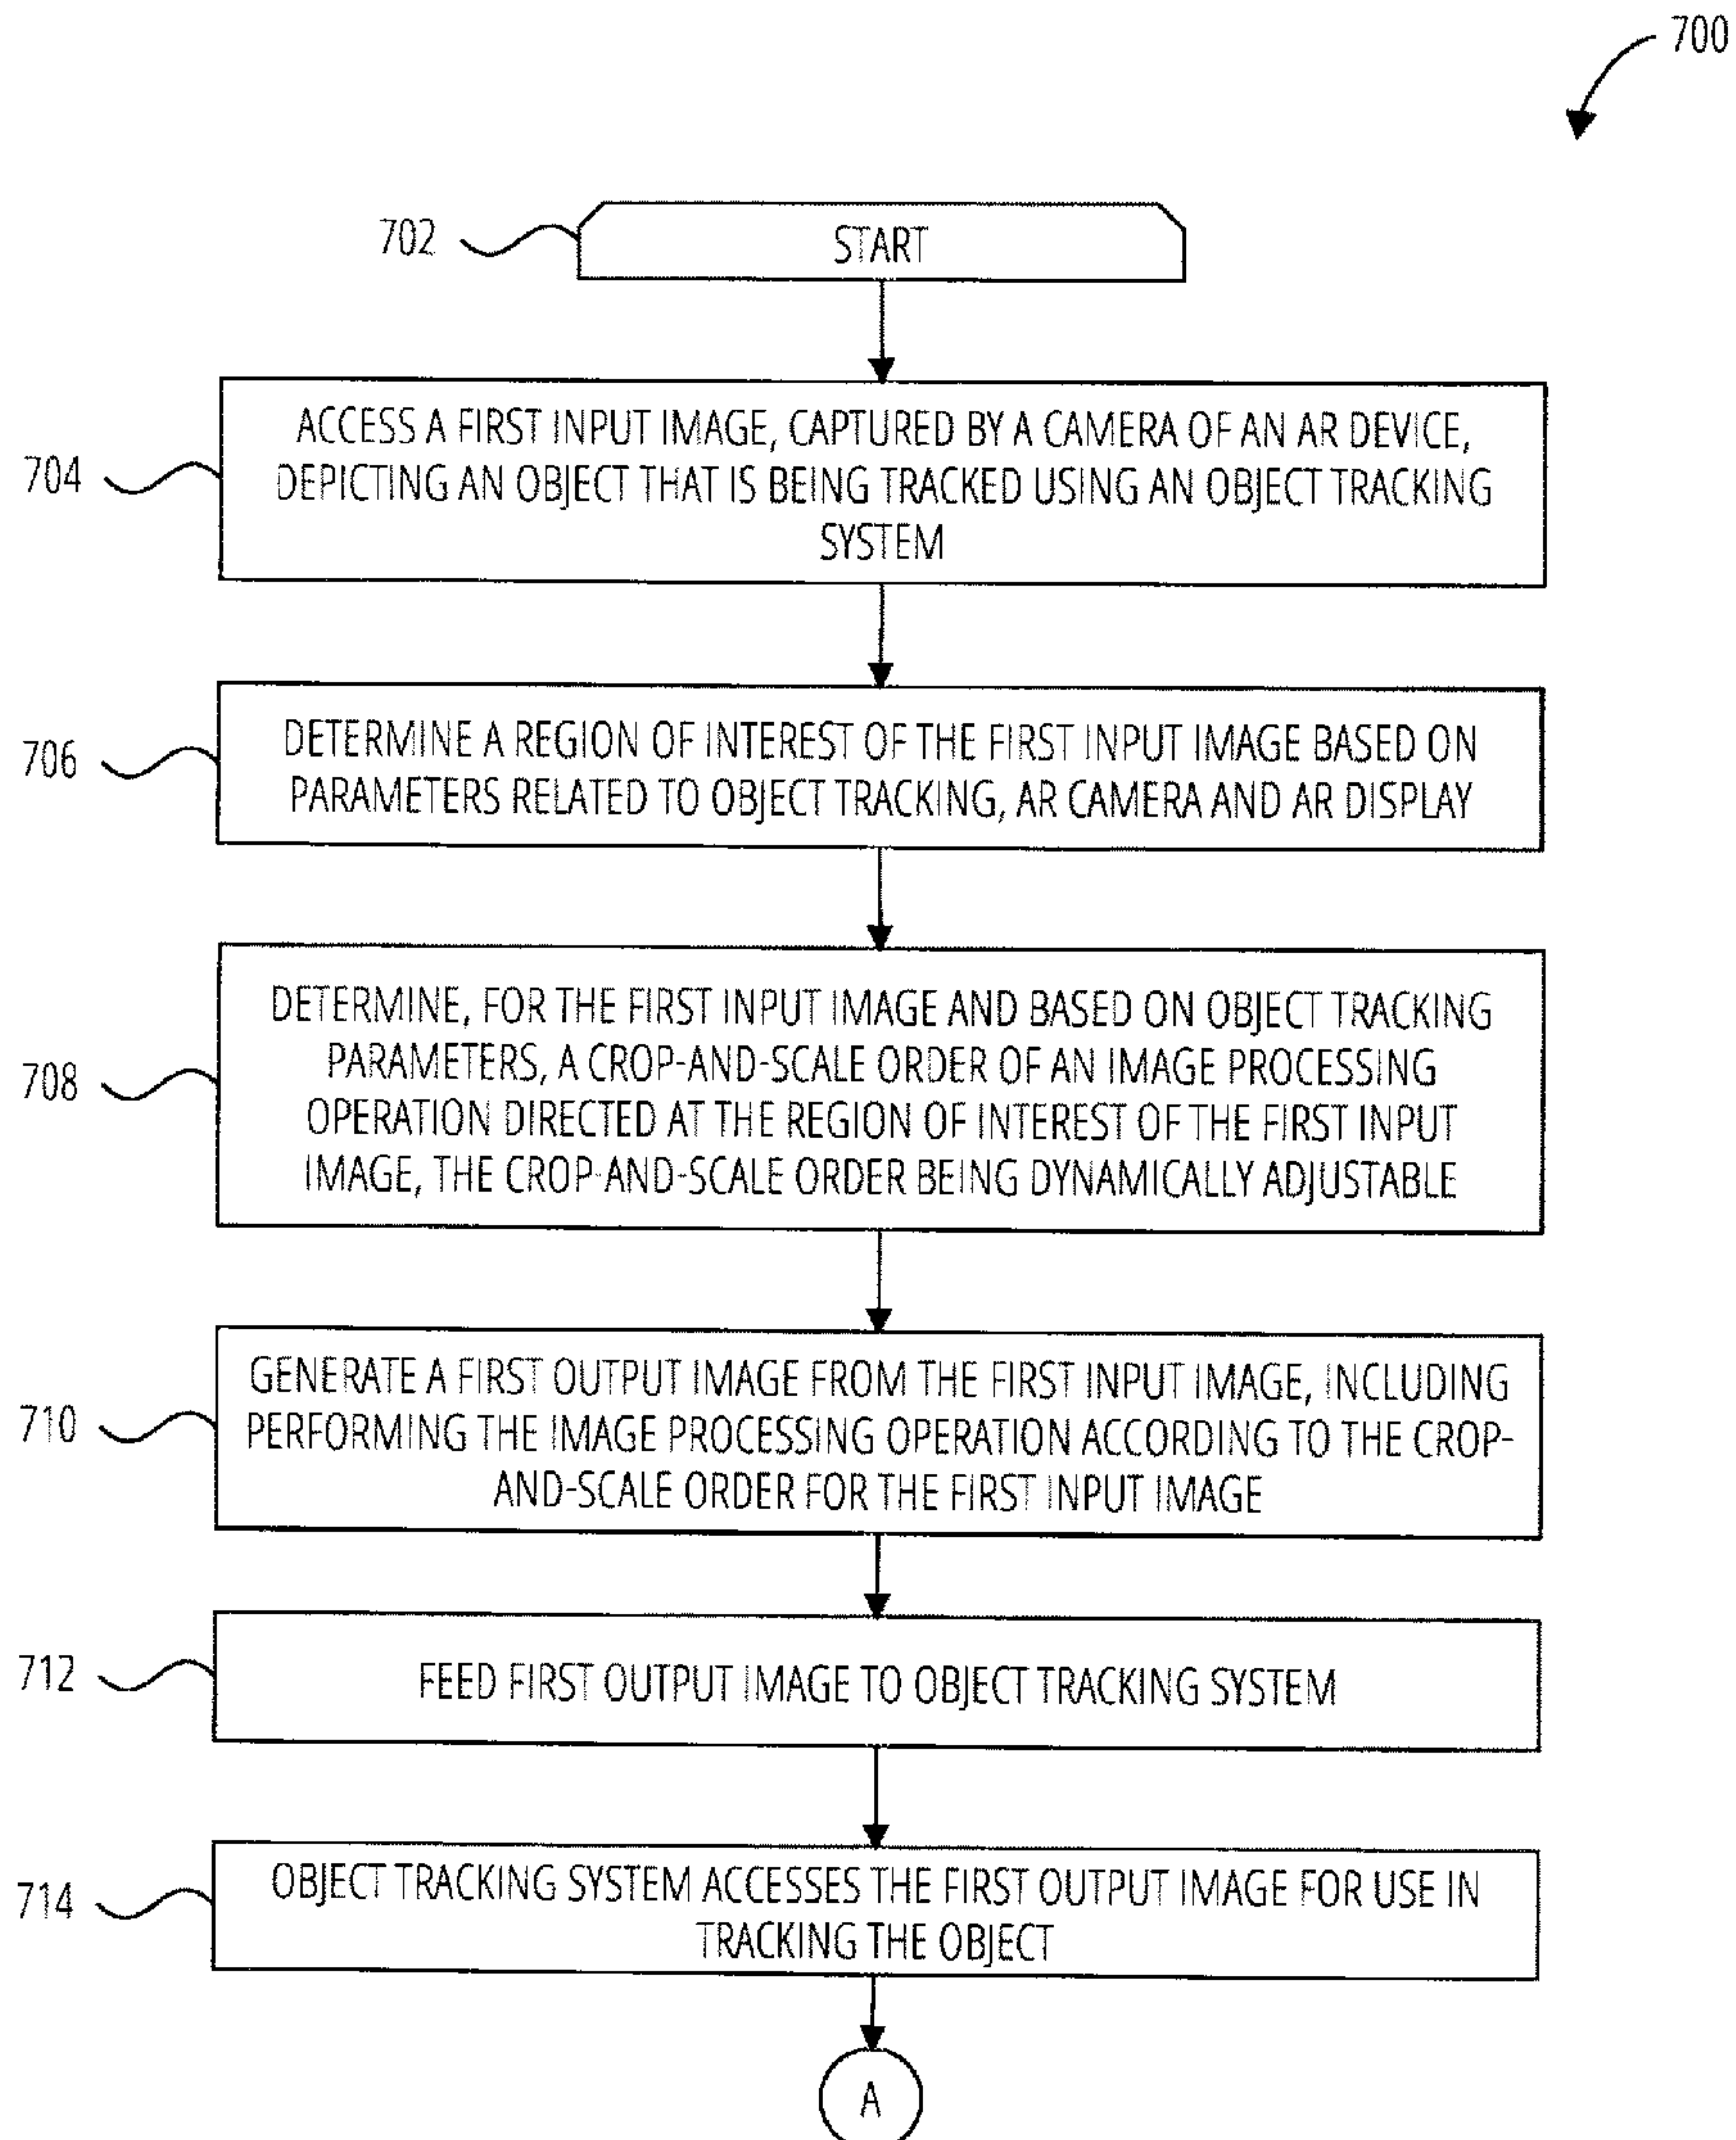 700
702
START
704
ACCESS A FIRST INPUT IMAGE, CAPTURED BY A CAMERA OF AN AR DEVICE,
DEPICTING AN OBJECT THAT IS BEING TRACKED USING AN OBJECT TRACKING
SYSTEM
706
DETERMINE A REGION OF INTEREST OF THE FIRST INPUT IMAGE BASED ON
PARAMETERS RELATED TO OBJECT TRACKING, AR CAMERA AND AR DISPLAY
708
DETERMINE, FOR THE FIRST INPUT IMAGE AND BASED ON OBJECT TRACKING
PARAMETERS, A CROP-AND-SCALE ORDER OF AN IMAGE PROCESSING
OPERATION DIRECTED AT THE REGION OF INTEREST OF THE FIRST INPUT
IMAGE, THE CROP-AND-SCALE ORDER BEING DYNAMICALLY ADJUSTABLE
710
GENERATE A FIRST OUTPUT IMAGE FROM THE FIRST INPUT IMAGE, INCLUDING
PERFORMING THE IMAGE PROCESSING OPERATION ACCORDING TO THE CROP-
AND-SCALE ORDER FOR THE FIRST INPUT IMAGE
712
FEED FIRST OUTPUT IMAGE TO OBJECT TRACKING SYSTEM
714
OBJECT TRACKING SYSTEM ACCESSES THE FIRST OUTPUT IMAGE FOR USE IN
TRACKING THE OBJECT
A